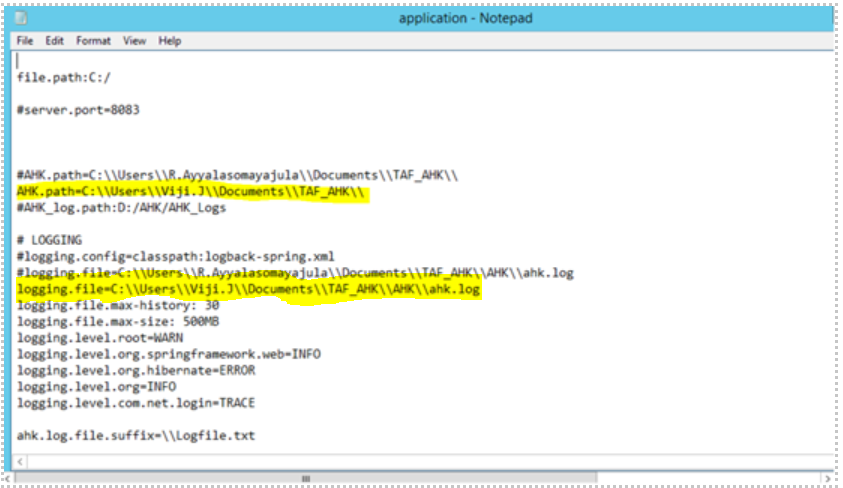 application - Notepad
File Edit Format View Help
file.path:C:/
#server.port=8083
#AHK.path=C:\\Users\\R.Ayyalasomayajula\\Documents\\TAF_AHK\\
AHK.path=C:\\Users\\Viji.J\\Documents\\TAF_AHK\\
#AHK_log.path:D:/AHK/AHK_Logs
# LOGGING
#logging.config=classpath:logback-spring.xml
#logging.file=C:\\Users\\R.Ayyalasomayajula\\Documents\\TAF_AHK\\AHK\\ahk.log
logging.file=C:\\Users\\Viji.J\\Documents\\TAF_AHK\\AHK\\ahk.log
logging.file.max-history: 30
logging.file.max-size: 500MB
logging.level.root=WARN
logging.level.org.springframework.web=INFO
logging.level.org.hibernate=ERROR
logging.level.org=INFO
logging.level.com.net.login=TRACE
ahk.log.file.suffix=\\Logfile.txt